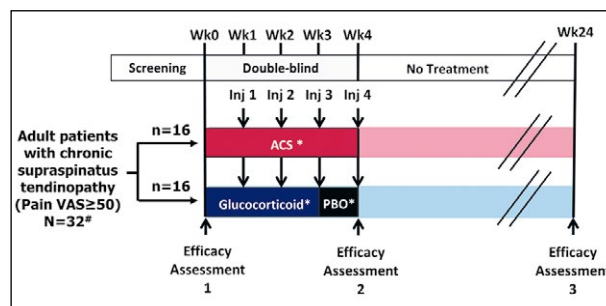 Wk0 Wk1 Wk2 Wk3 Wk4 Wk24
Screening Double-blind No Treatment
Inj 1 Inj 2 Inj 3 Inj 4
n=16 ACS *
Adult patients
with chronic
supraspinatus
tendinopathy
(Pain VAS≥50)
N=32#
n=16 Glucocorticoid* PBO*
Efficacy Efficacy Efficacy
Assessment Assessment Assessment
1 2 3